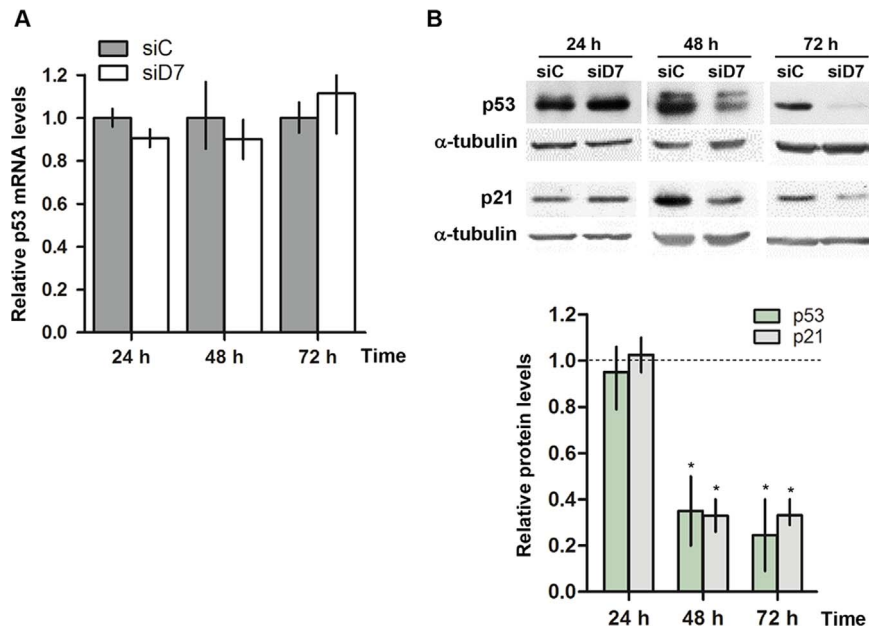 A
siC
siD7
Relative p53 mRNA levels
1.2
1.0
0.8
0.6
0.4
0.2
0.0
24 h 48 h 72 h Time
B
24 h 48 h 72 h
siC siD7 siC siD7 siC siD7
p53
α-tubulin
p21
α-tubulin
p53
p21
Relative protein levels
1.2
1.0
0.8
0.6
0.4
0.2
0.0
* * * *
24 h 48 h 72 h Time